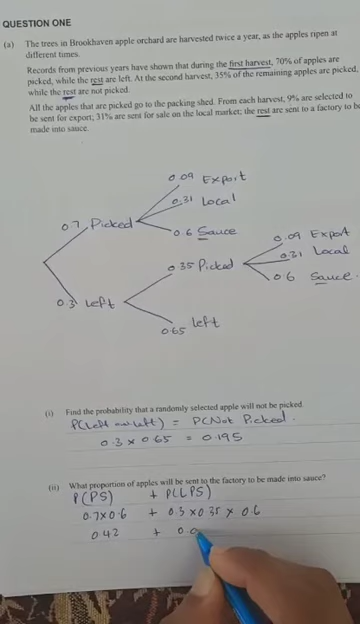 QUESTION ONE
(a) The trees in Brookhaven apple orchard are harvested twice a year, as the apples ripen at
different times.
Records from previous years have shown that during the first harvest, 70% of apples are
picked, while the rest are left. At the second harvest, 35% of the remaining apples are picked,
while the rest are not picked.
All the apples that are picked go to the packing shed. From each harvest, 9% are selected to
be sent for export; 31% are sent for sale on the local market; the rest are sent to a factory to be
made into sauce.
0.09 Export
0.31 Local
0.7 Picked
0.6 Sauce
0.09 Export
0.31 Local
0.35 Picked
0.6 Sauce.
0.3 Left
0.65 left
(i) Find the probability that a randomly selected apple will not be picked.
P(Left and left) = P(Not Picked.
0.3 × 0.65 = 0.195
(ii) What proportion of apples will be sent to the factory to be made into sauce?
P(PS) + P(LPS)
0.7×0.6 + 0.3 ×0.35 × 0.6
0.42 + 0.0